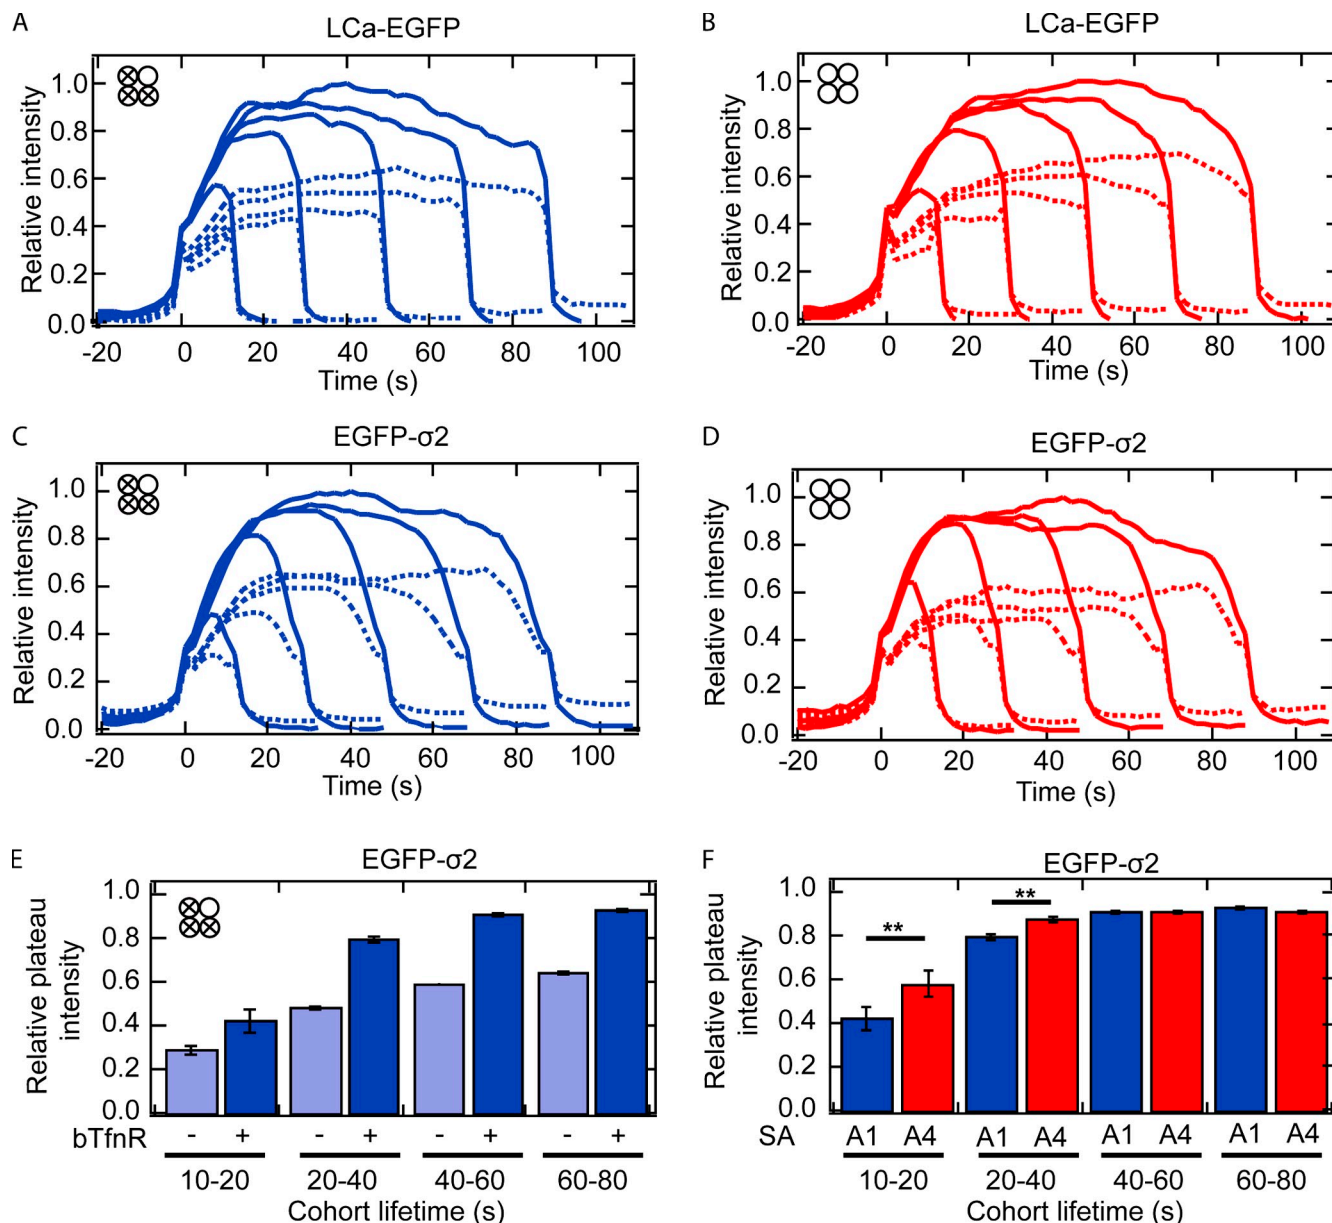 A
LCa-EGFP
Relative intensity
1.0
0.8
0.6
0.4
0.2
0.0
-20 0 20 40 60 80 100
Time (s)
B
LCa-EGFP
Relative intensity
1.0
0.8
0.6
0.4
0.2
0.0
-20 0 20 40 60 80 100
Time (s)
C
EGFP-σ2
Relative intensity
1.0
0.8
0.6
0.4
0.2
0.0
-20 0 20 40 60 80 100
Time (s)
D
EGFP-σ2
Relative intensity
1.0
0.8
0.6
0.4
0.2
0.0
-20 0 20 40 60 80 100
Time (s)
E
EGFP-σ2
Relative plateau
intensity
1.0
0.8
0.6
0.4
0.2
0.0
bTfnR - + - + - + - +
10-20 20-40 40-60 60-80
Cohort lifetime (s)
F
EGFP-σ2
Relative plateau
intensity
1.0
0.8
0.6
0.4
0.2
0.0
** **
SA A1 A4 A1 A4 A1 A4 A1 A4
10-20 20-40 40-60 60-80
Cohort lifetime (s)